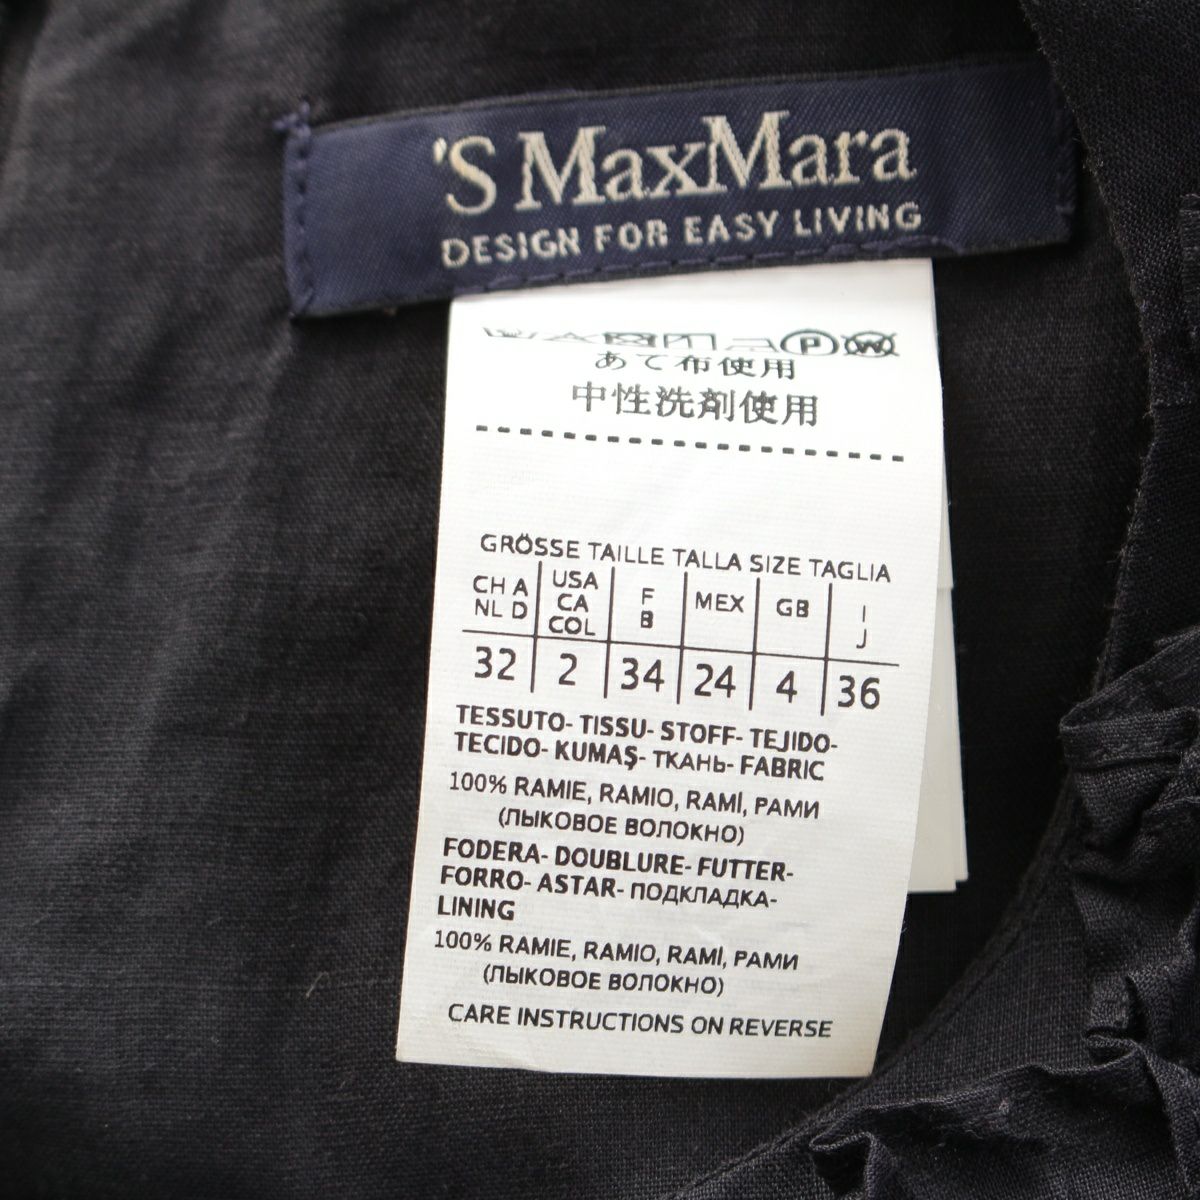 'S MaxMara
DESIGN FOR EASY LIVING
P W
あて布使用
中性洗剤使用
GRÖSSE TAILLE TALLA SIZE TAGLIA
CH A NL D | USA CA COL | F B | MEX | GB | I J
32 | 2 | 34 | 24 | 4 | 36
TESSUTO- TISSU- STOFF- TEJIDO-
TECIDO- KUMAŞ- ТКАНЬ- FABRIC
100% RAMIE, RAMIO, RAMÍ, РАМИ
(ЛЫКОВОЕ ВОЛОКНО)
FODERA- DOUBLURE- FUTTER-
FORRO- ASTAR- ПОДКЛАДКА-
LINING
100% RAMIE, RAMIO, RAMÍ, РАМИ
(ЛЫКОВОЕ ВОЛОКНО)
CARE INSTRUCTIONS ON REVERSE